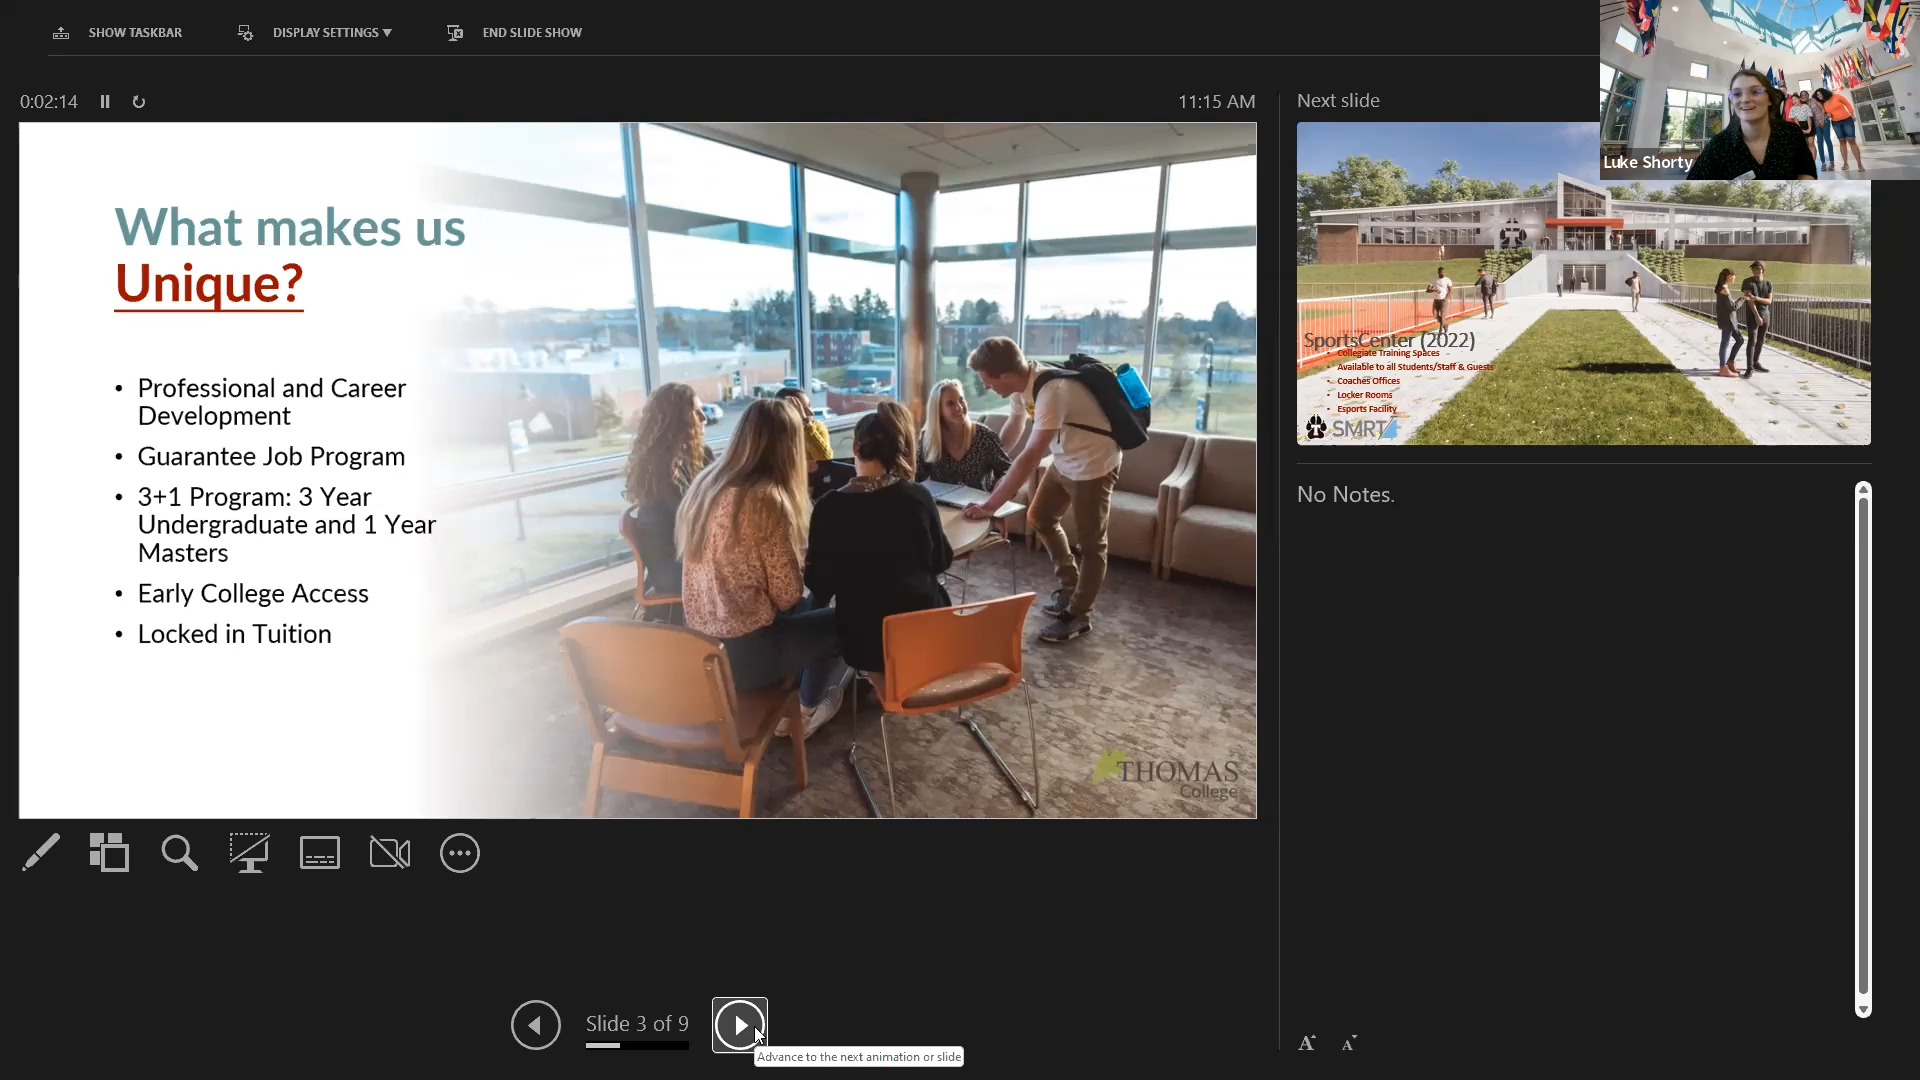 SHOW TASKBAR
DISPLAY SETTINGS ▼
END SLIDE SHOW
0:02:14
11:15 AM
Next slide
Luke Shorty
What makes us
Unique?
• Professional and Career
Development
• Guarantee Job Program
• 3+1 Program: 3 Year
Undergraduate and 1 Year
Masters
• Early College Access
• Locked in Tuition
THOMAS
College
SportsCenter (2022)
• Collegiate Training Spaces
• Available to all Students/Staff & Guests
• Coaches Offices
• Locker Rooms
• Esports Facility
SMRT
No Notes.
Slide 3 of 9
Advance to the next animation or slide
A
A